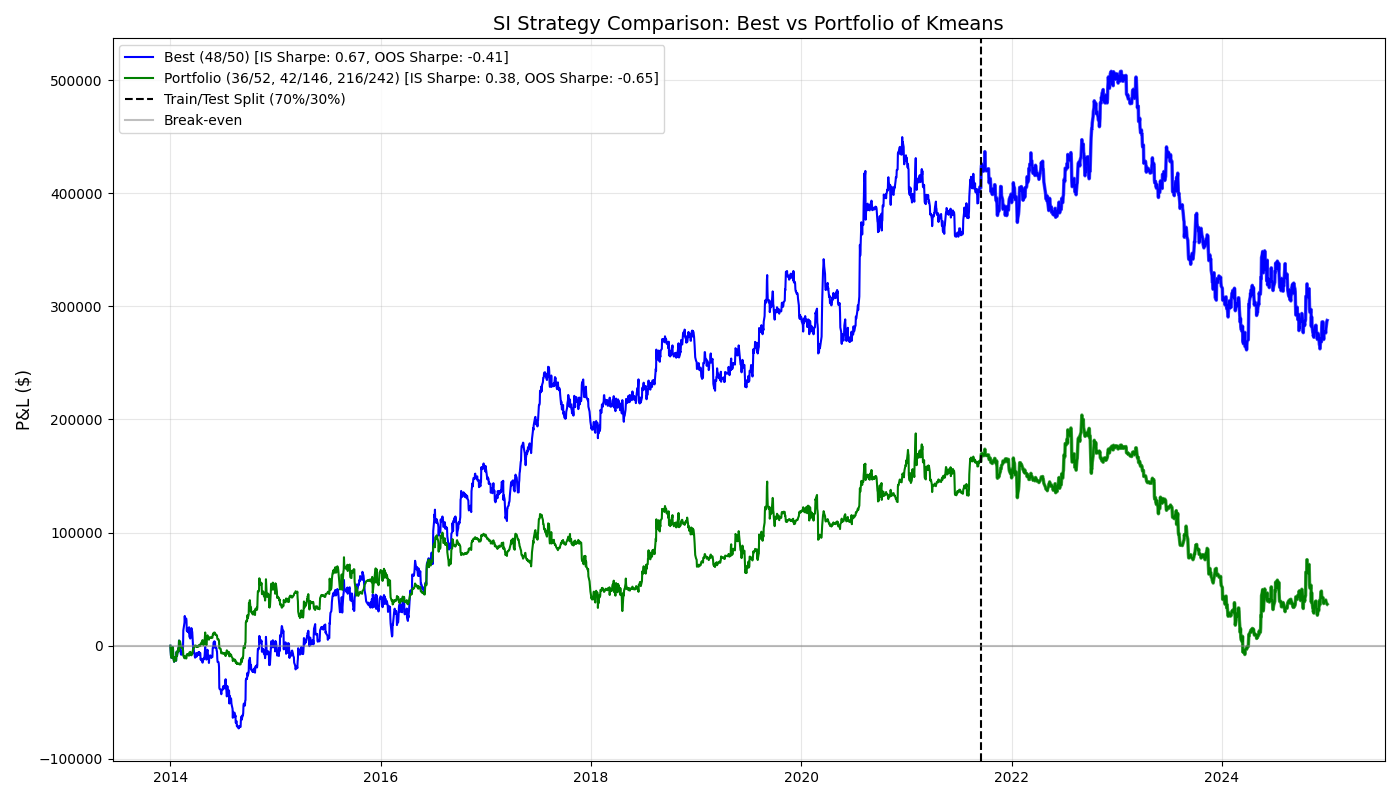 SI Strategy Comparison: Best vs Portfolio of Kmeans
Best (48/50) [IS Sharpe: 0.67, OOS Sharpe: -0.41]
Portfolio (36/52, 42/146, 216/242) [IS Sharpe: 0.38, OOS Sharpe: -0.65]
Train/Test Split (70%/30%)
Break-even
P&L ($)
500000
400000
300000
200000
100000
0
−100000
2014
2016
2018
2020
2022
2024